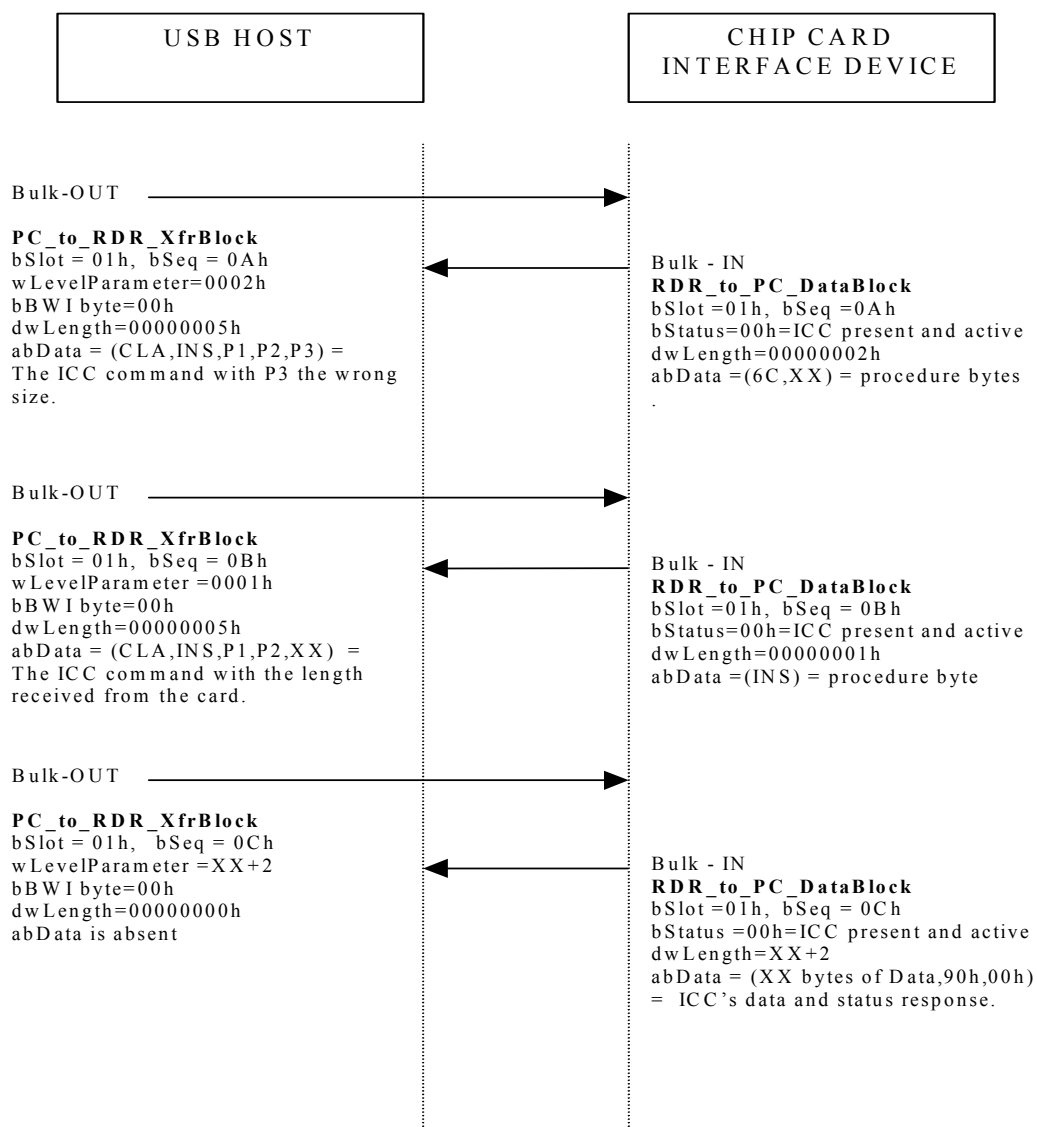 USB HOST
CHIP CARD
INTERFACE DEVICE
Bulk-OUT
PC_to_RDR_XfrBlock
bSlot = 01h, bSeq = 0Ah
wLevelParameter=0002h
bBWI byte=00h
dwLength=00000005h
abData = (CLA,INS,P1,P2,P3) =
The ICC command with P3 the wrong
size.
Bulk - IN
RDR_to_PC_DataBlock
bSlot =01h, bSeq =0Ah
bStatus=00h=ICC present and active
dwLength=00000002h
abData =(6C,XX) = procedure bytes
.
Bulk-OUT
PC_to_RDR_XfrBlock
bSlot = 01h, bSeq = 0Bh
wLevelParameter =0001h
bBWI byte=00h
dwLength=00000005h
abData = (CLA,INS,P1,P2,XX) =
The ICC command with the length
received from the card.
Bulk - IN
RDR_to_PC_DataBlock
bSlot =01h, bSeq = 0Bh
bStatus=00h=ICC present and active
dwLength=00000001h
abData =(INS) = procedure byte
Bulk-OUT
PC_to_RDR_XfrBlock
bSlot = 01h, bSeq = 0Ch
wLevelParameter =XX+2
bBWI byte=00h
dwLength=00000000h
abData is absent
Bulk - IN
RDR_to_PC_DataBlock
bSlot =01h, bSeq = 0Ch
bStatus =00h=ICC present and active
dwLength=XX+2
abData = (XX bytes of Data,90h,00h)
= ICC's data and status response.